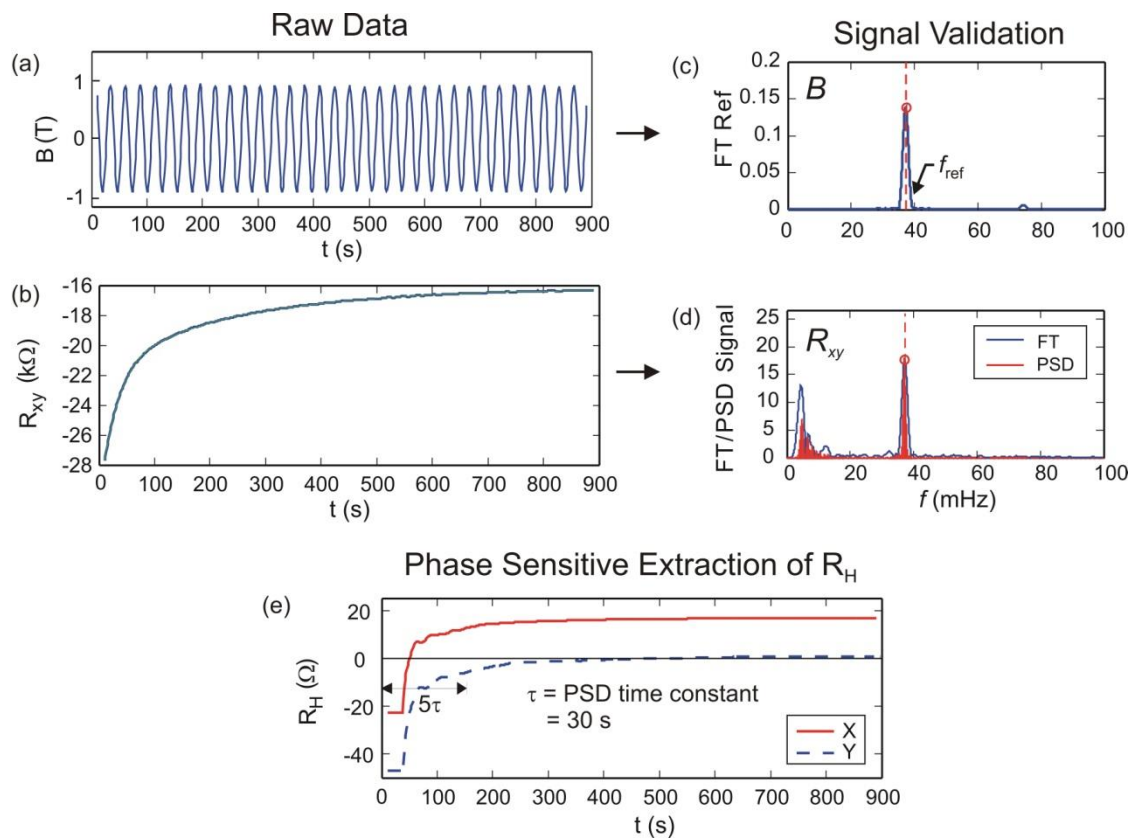 Raw Data
Signal Validation
(a)
B (T)
1
0
-1
0 100 200 300 400 500 600 700 800 900
t (s)
(c)
B
FT Ref
0.2
0.15
0.1
0.05
0
f_ref
0 20 40 60 80 100
(b)
R_xy (kΩ)
-16
-18
-20
-22
-24
-26
-28
0 100 200 300 400 500 600 700 800 900
t (s)
(d)
R_xy
FT/PSD Signal
25
20
15
10
5
0
FT
PSD
0 20 40 60 80 100
f (mHz)
Phase Sensitive Extraction of R_H
(e)
R_H (Ω)
20
0
-20
-40
5τ
τ = PSD time constant
= 30 s
X
Y
0 100 200 300 400 500 600 700 800 900
t (s)